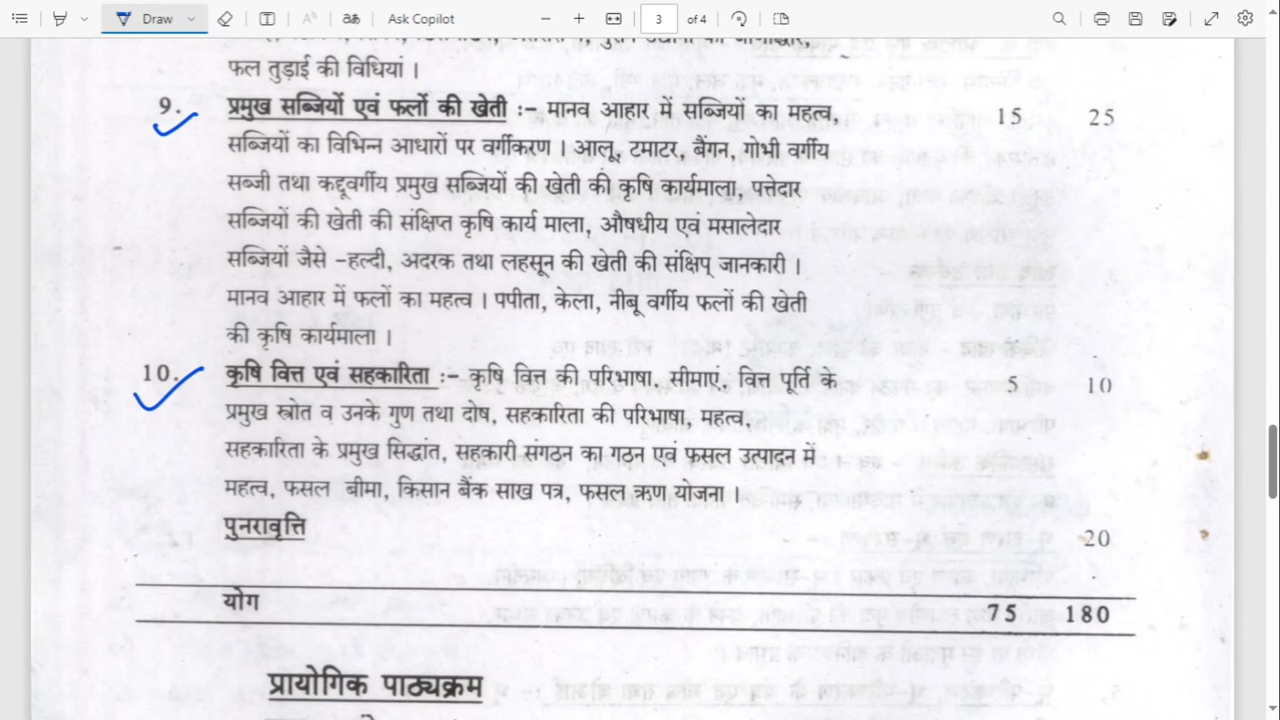 Draw
Ask Copilot
3 of 4
फल तुड़ाई की विधियां ।
9. प्रमुख सब्जियों एवं फलों की खेती :- मानव आहार में सब्जियों का महत्व, 15 25
सब्जियों का विभिन्न आधारों पर वर्गीकरण । आलू, टमाटर, बैंगन, गोभी वर्गीय
सब्जी तथा कद्दूवर्गीय प्रमुख सब्जियों की खेती की कृषि कार्यमाला, पत्तेदार
सब्जियों की खेती की संक्षिप्त कृषि कार्य माला, औषधीय एवं मसालेदार
सब्जियों जैसे -हल्दी, अदरक तथा लहसून की खेती की संक्षिप् जानकारी ।
मानव आहार में फलों का महत्व । पपीता, केला, नीबू वर्गीय फलों की खेती
की कृषि कार्यमाला ।
10. कृषि वित्त एवं सहकारिता :- कृषि वित्त की परिभाषा, मीमाएं, वित्त पूर्ति के 5 10
प्रमुख स्त्रोत व उनके गुण तथा दोष, सहकारिता की परिभाषा, महत्व,
सहकारिता के प्रमुख सिद्धांत, सहकारी संगठन का गठन एवं फसल उत्पादन में
महत्व, फसल बीमा, किसान बैंक साख पत्र, फसल ऋण योजना ।
पुनरावृत्ति 20
योग 75 180
प्रायोगिक पाठ्यक्रम